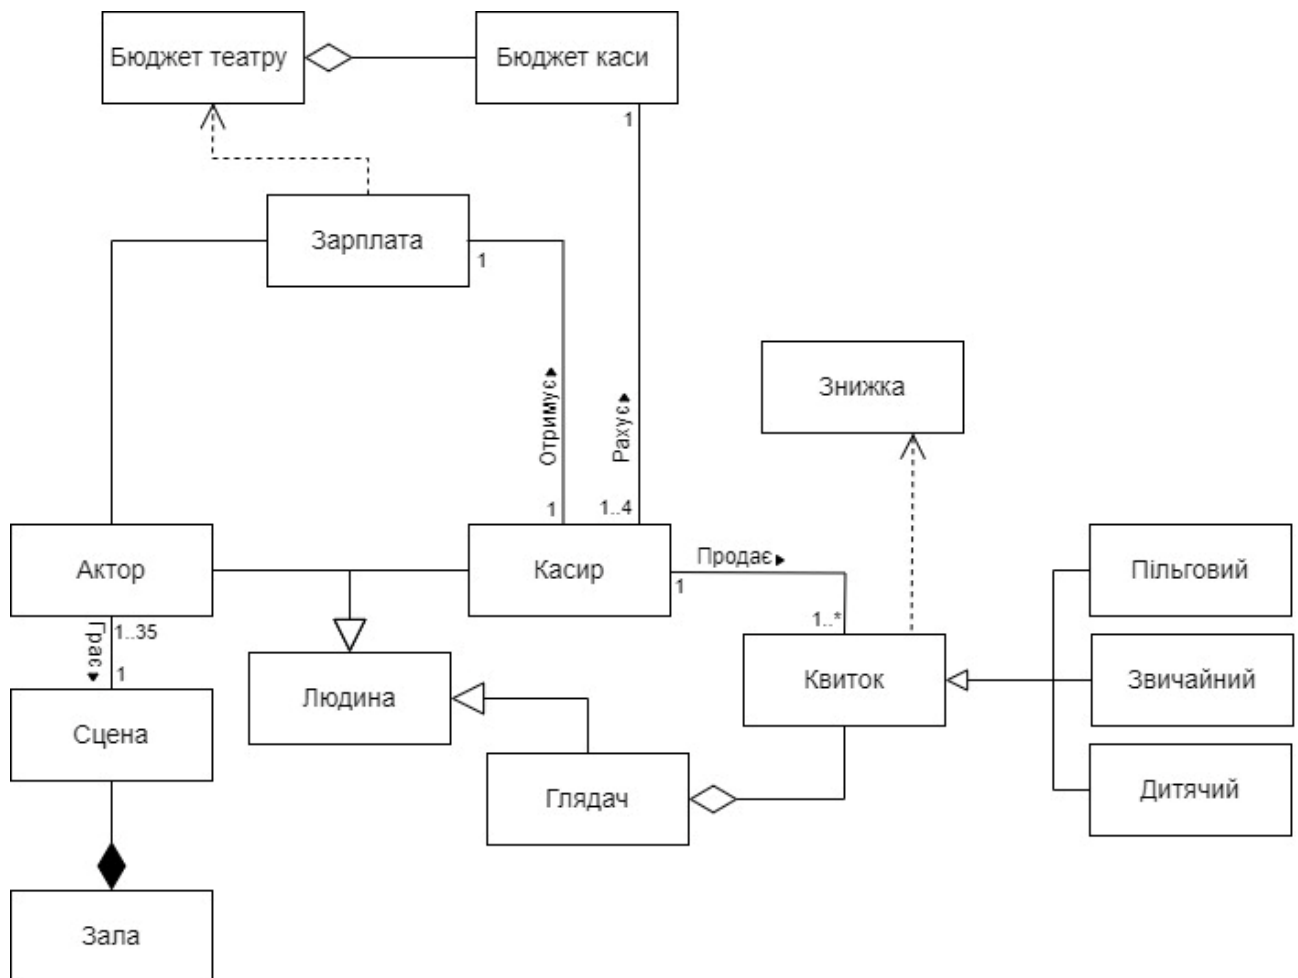 Бюджет театру
Бюджет каси
1
Зарплата
1
Знижка
Отримує
Рахує
1
1..4
Актор
Касир
Продає
1
1..*
Пільговий
Грає
1..35
1
Людина
Квиток
Звичайний
Сцена
Глядач
Дитячий
Зала